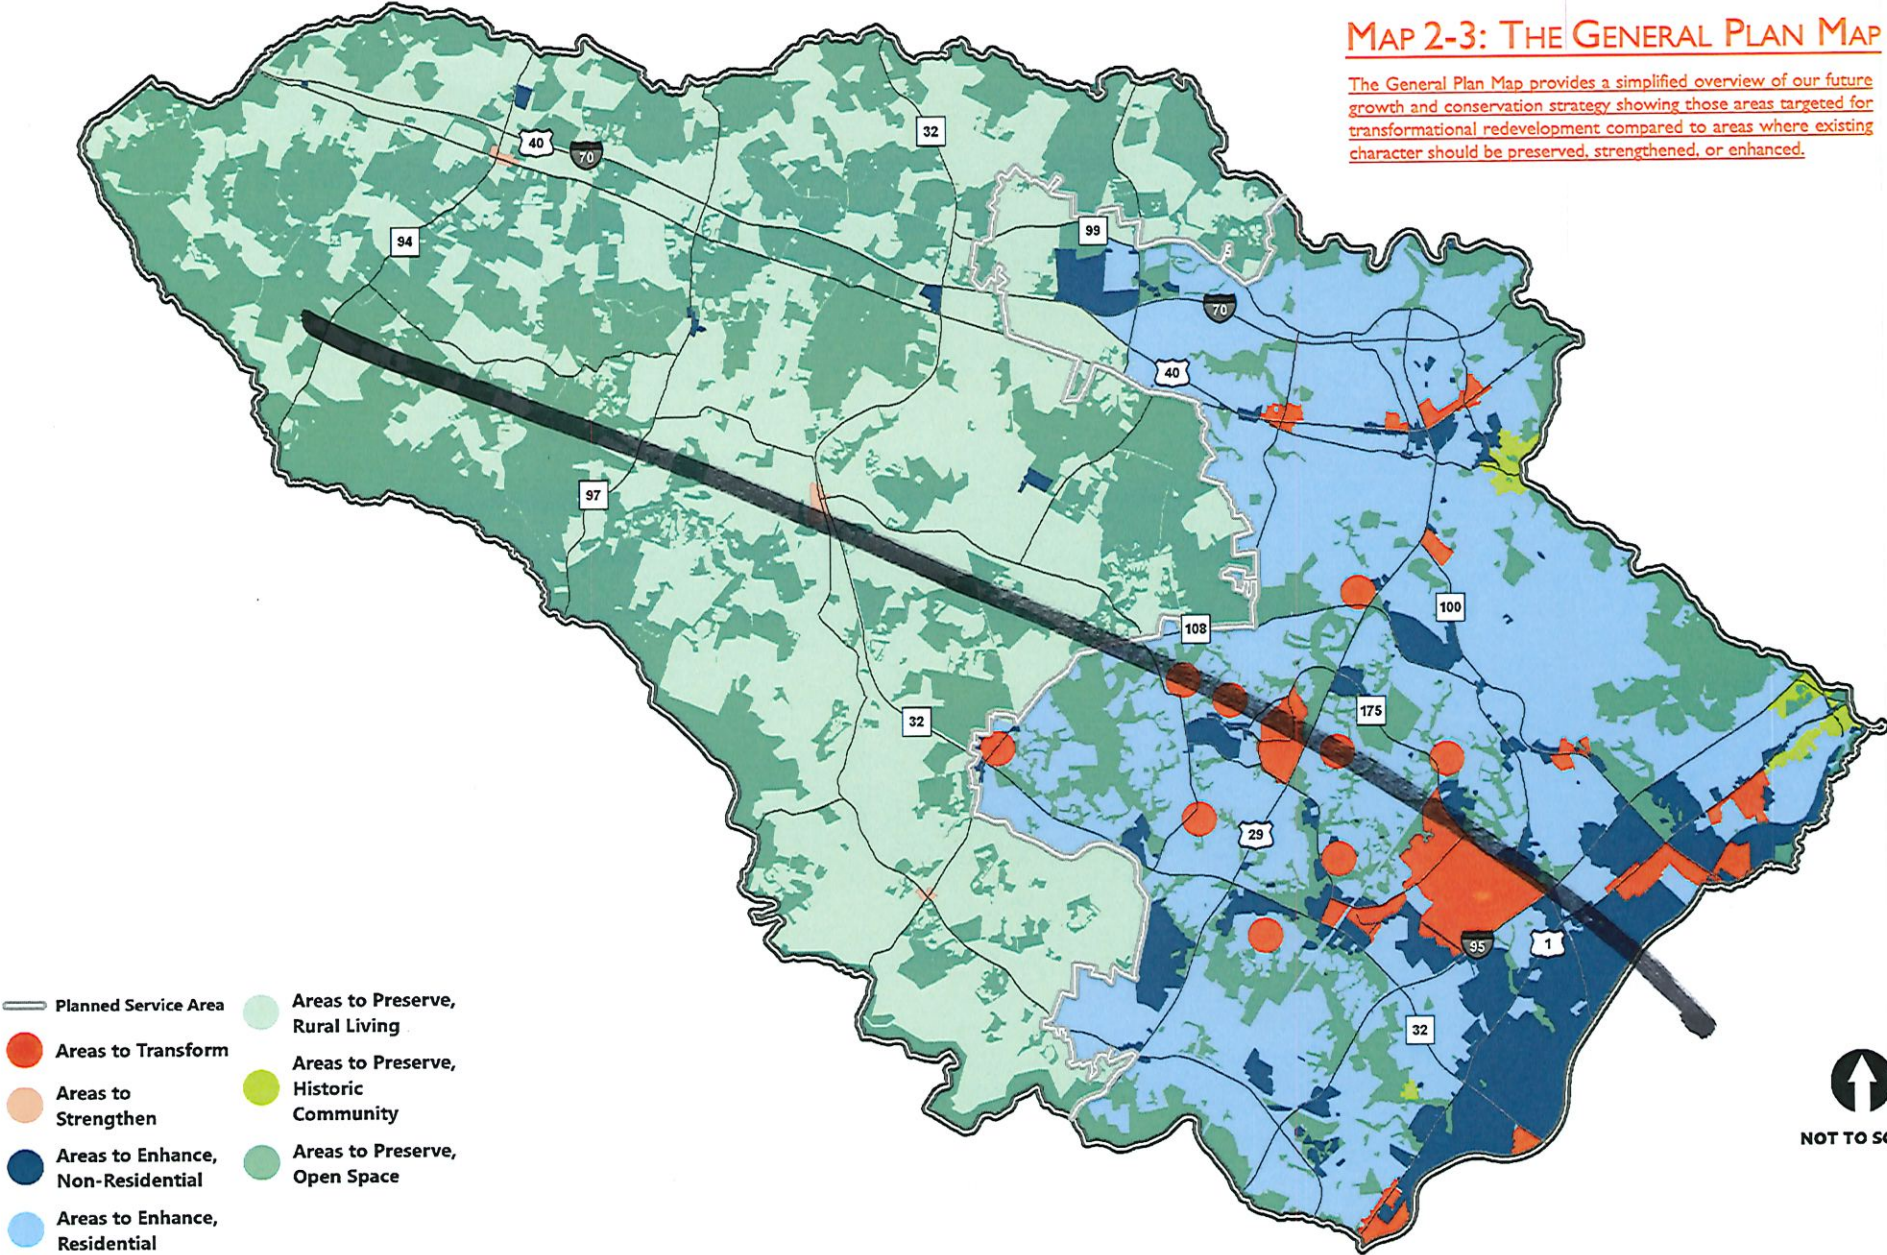 MAP 2-3: THE GENERAL PLAN MAP
The General Plan Map provides a simplified overview of our future
growth and conservation strategy showing those areas targeted for
transformational redevelopment compared to areas where existing
character should be preserved, strengthened, or enhanced.
32
40
70
94
99
70
40
97
100
108
175
32
29
95
1
32
Planned Service Area
Areas to Transform
Areas to
Strengthen
Areas to Enhance,
Non-Residential
Areas to Enhance,
Residential
Areas to Preserve,
Rural Living
Areas to Preserve,
Historic
Community
Areas to Preserve,
Open Space
NOT TO SC